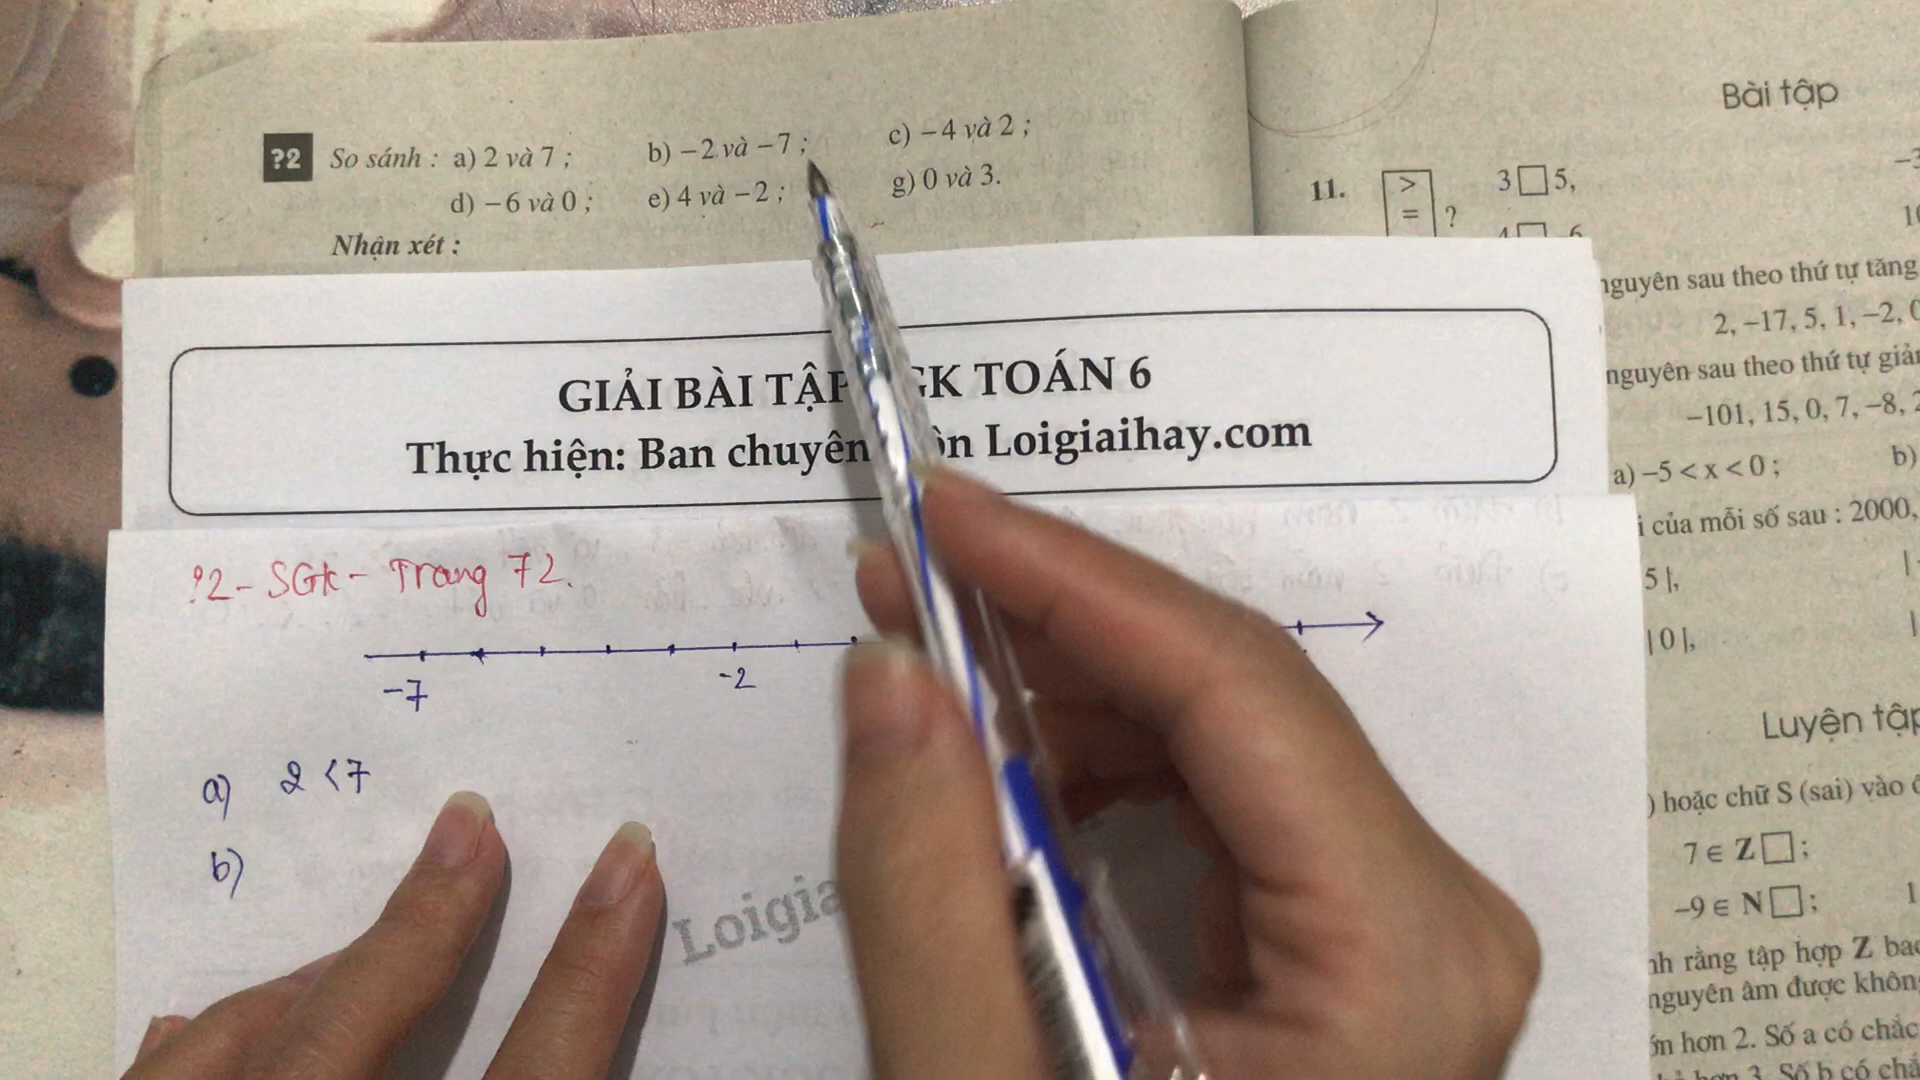 ?2 So sánh : a) 2 và 7 ; b) −2 và −7 ; c) −4 và 2 ;
d) −6 và 0 ; e) 4 và −2 ; g) 0 và 3.
Nhận xét :
GIẢI BÀI TẬP GK TOÁN 6
Thực hiện: Ban chuyên ôn Loigiaihay.com
?2 - SGK - Trang 72.
-7 -2
a) 2 < 7
b)
Loigia
Bài tập
11. > = ? 3 □ 5,
nguyên sau theo thứ tự tăng
2, −17, 5, 1, −2,
nguyên sau theo thứ tự
−101, 15, 0, 7, −8,
a) −5 < x < 0 ; b)
của mỗi số sau : 2000,
5 |,
| 0 |,
Luyện tập
) hoặc chữ S (sai) vào
7 ∈ Z □ ;
−9 ∈ N □ ;
rằng tập hợp Z
nguyên âm được
hơn 2. Số a có chắc
hơn 3. Số b có